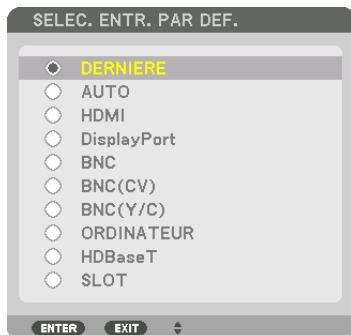 SELEC. ENTR. PAR DEF.
DERNIERE
AUTO
HDMI
DisplayPort
BNC
BNC(CV)
BNC(Y/C)
ORDINATEUR
HDBaseT
SLOT
ENTER EXIT